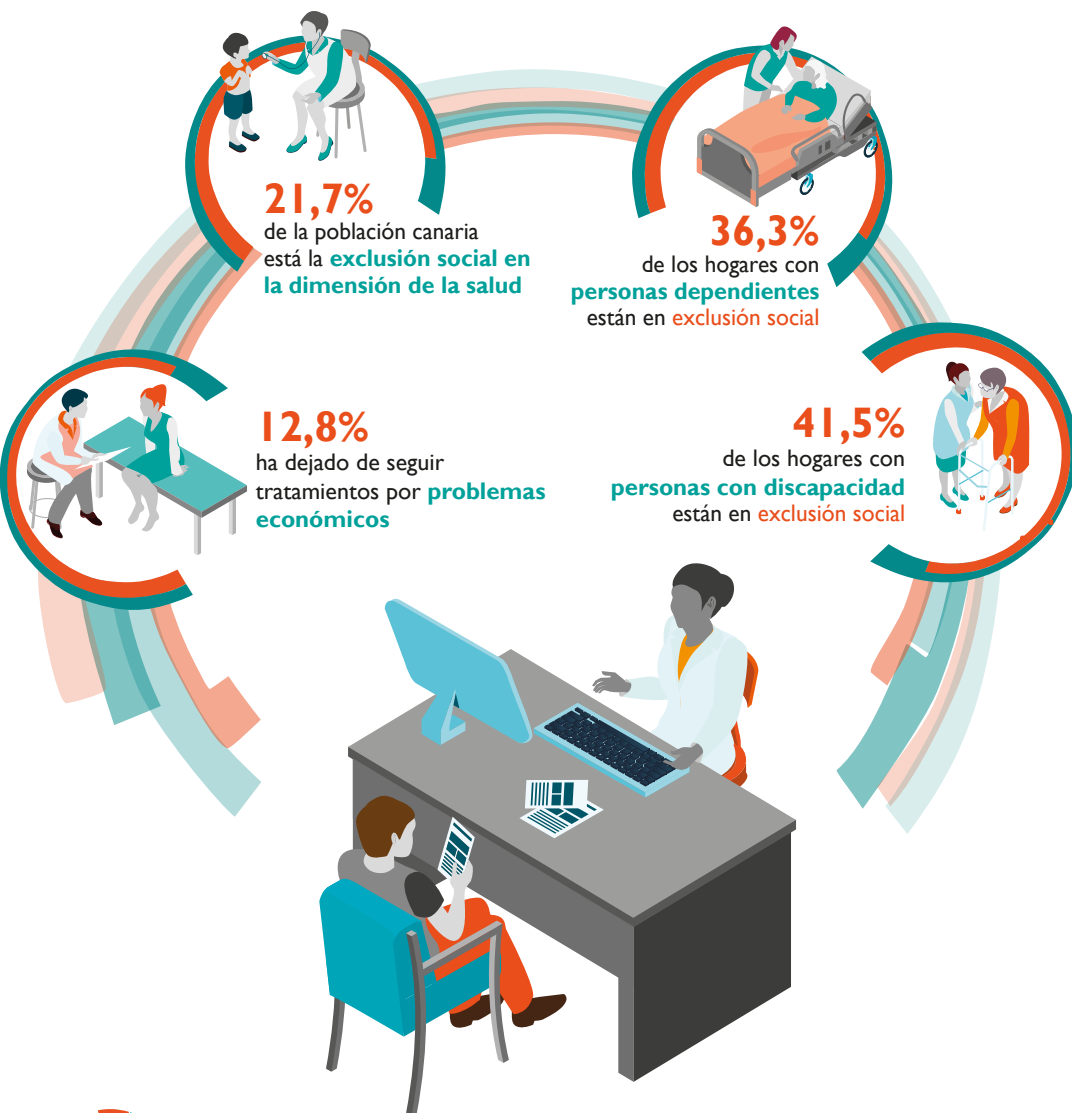 21,7%
de la población canaria
está la exclusión social en
la dimensión de la salud
36,3%
de los hogares con
personas dependientes
están en exclusión social
12,8%
ha dejado de seguir
tratamientos por problemas
económicos
41,5%
de los hogares con
personas con discapacidad
están en exclusión social